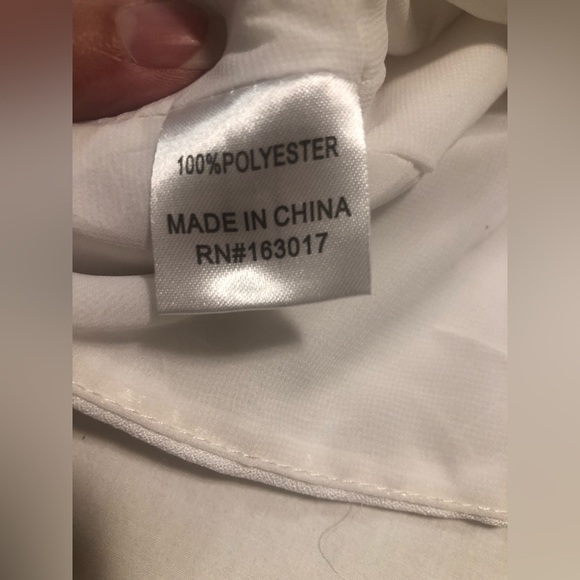 100%POLYESTER
MADE IN CHINA
RN#163017